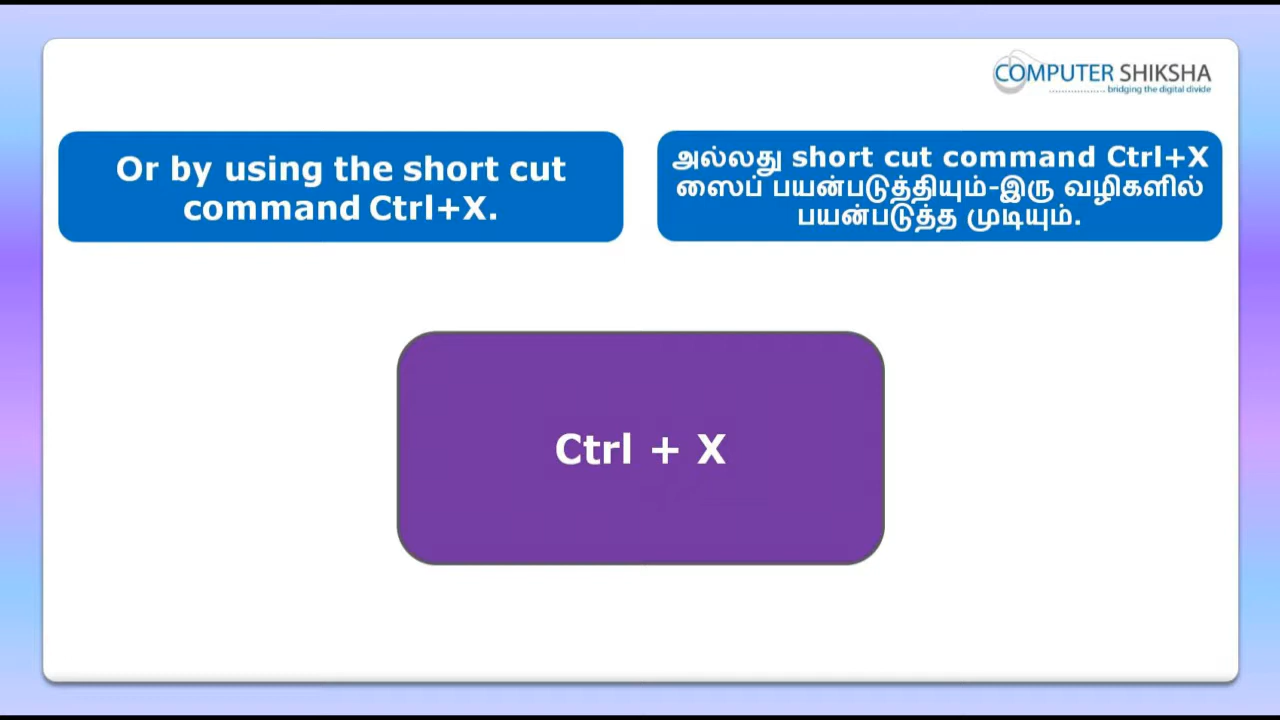 COMPUTER SHIKSHA
bridging the digital divide
Or by using the short cut
command Ctrl+X.
அல்லது short cut command Ctrl+X
ஸைப் பயன்படுத்தியும்-இரு வழிகளில்
பயன்படுத்த முடியும்.
Ctrl + X